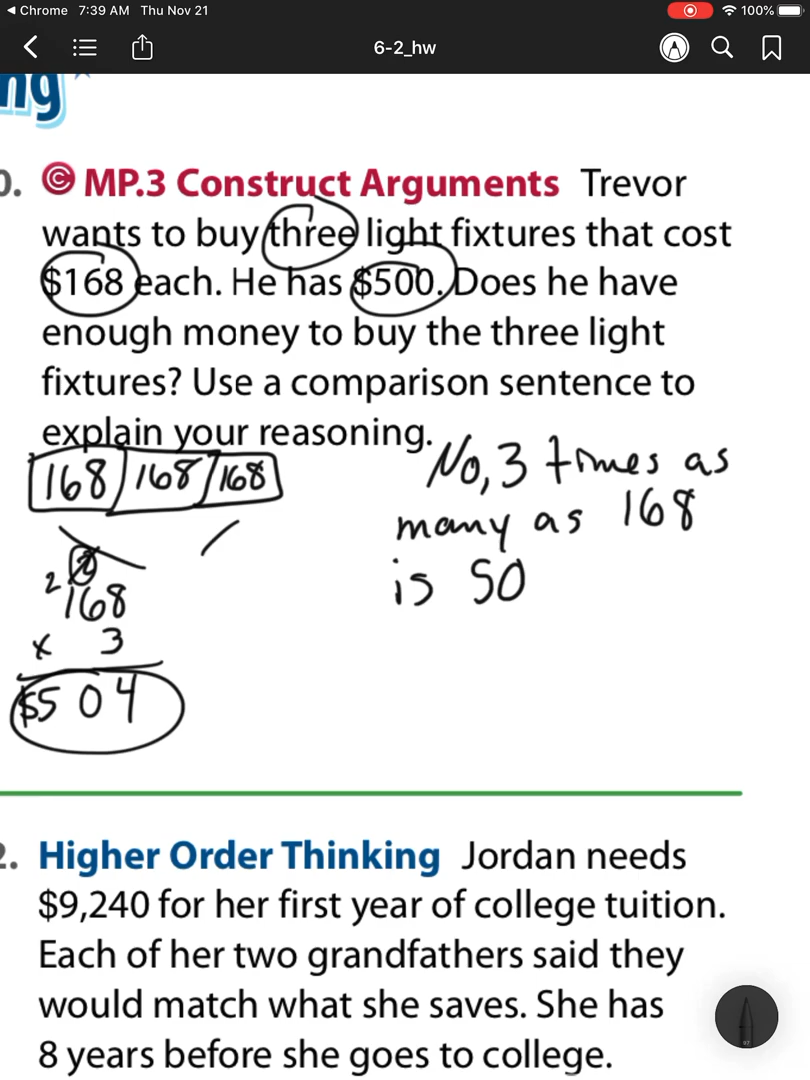 Chrome 7:39 AM Thu Nov 21 100%
6-2_hw
ng
0. © MP.3 Construct Arguments Trevor
wants to buy three light fixtures that cost
$168 each. He has $500. Does he have
enough money to buy the three light
fixtures? Use a comparison sentence to
explain your reasoning.
168 168 168
No, 3 times as
many as 168
is 50
2 2
168
x 3
$504
2. Higher Order Thinking Jordan needs
$9,240 for her first year of college tuition.
Each of her two grandfathers said they
would match what she saves. She has
8 years before she goes to college.